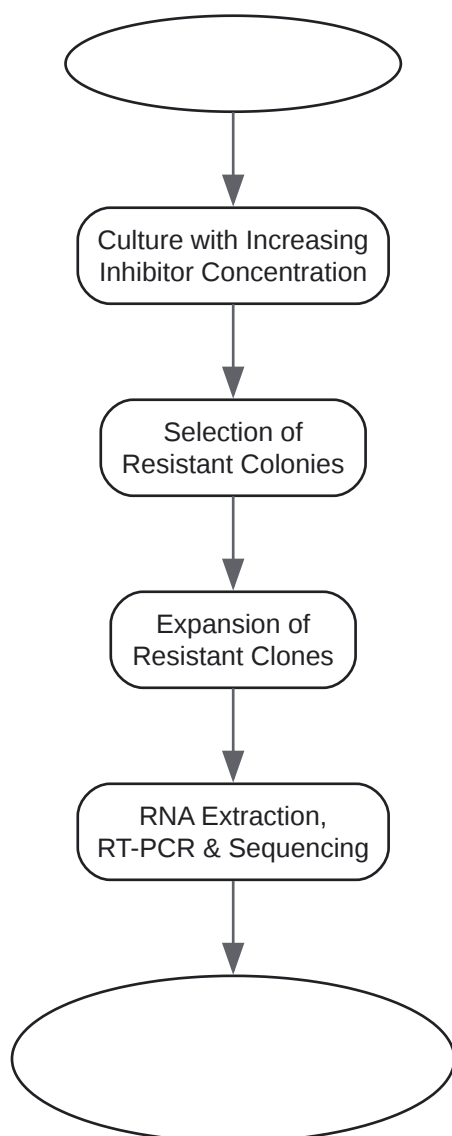 Culture with Increasing
Inhibitor Concentration
Selection of
Resistant Colonies
Expansion of
Resistant Clones
RNA Extraction,
RT-PCR & Sequencing